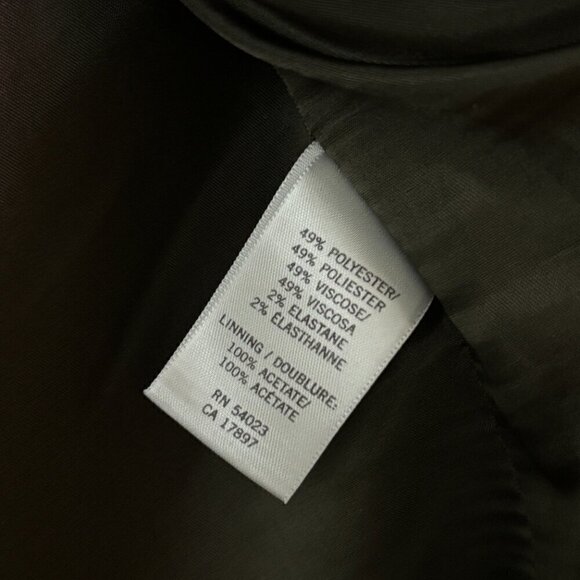 49% POLYESTER/
49% POLIESTER
49% VISCOSE/
49% VISCOSA
2% ELASTANE
2% ÉLASTHANNE
LINNING / DOUBLURE:
100% ACETATE/
100% ACÉTATE
RN 54023
CA 17897